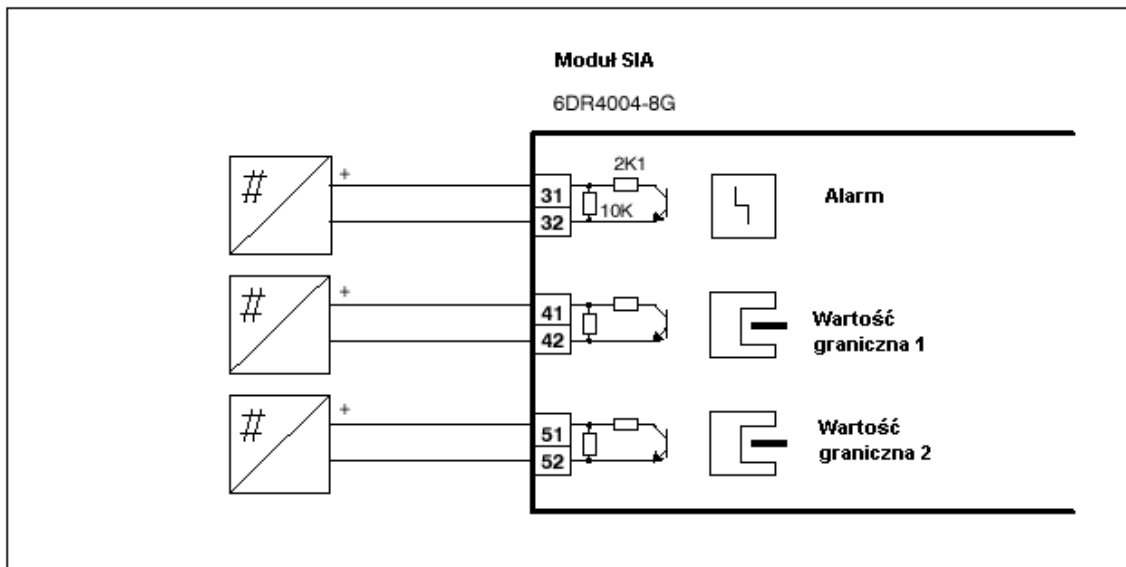 Moduł SIA
6DR4004-8G
#
+
31
32
2K1
10K
Alarm
#
+
41
42
Wartość
graniczna 1
#
+
51
52
Wartość
graniczna 2